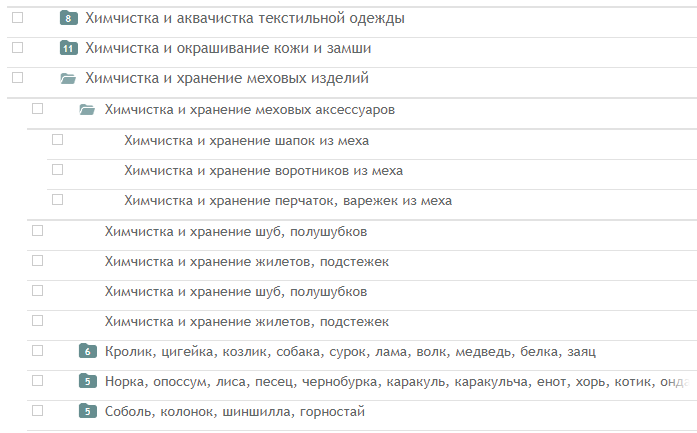 8 Химчистка и аквачистка текстильной одежды
11 Химчистка и окрашивание кожи и замши
Химчистка и хранение меховых изделий
Химчистка и хранение меховых аксессуаров
Химчистка и хранение шапок из меха
Химчистка и хранение воротников из меха
Химчистка и хранение перчаток, варежек из меха
Химчистка и хранение шуб, полушубков
Химчистка и хранение жилетов, подстежек
Химчистка и хранение шуб, полушубков
Химчистка и хранение жилетов, подстежек
6 Кролик, цигейка, козлик, собака, сурок, лама, волк, медведь, белка, заяц
5 Норка, опоссум, лиса, песец, чернобурка, каракуль, каракульча, енот, хорь, котик, онда
5 Соболь, колонок, шиншилла, горностай